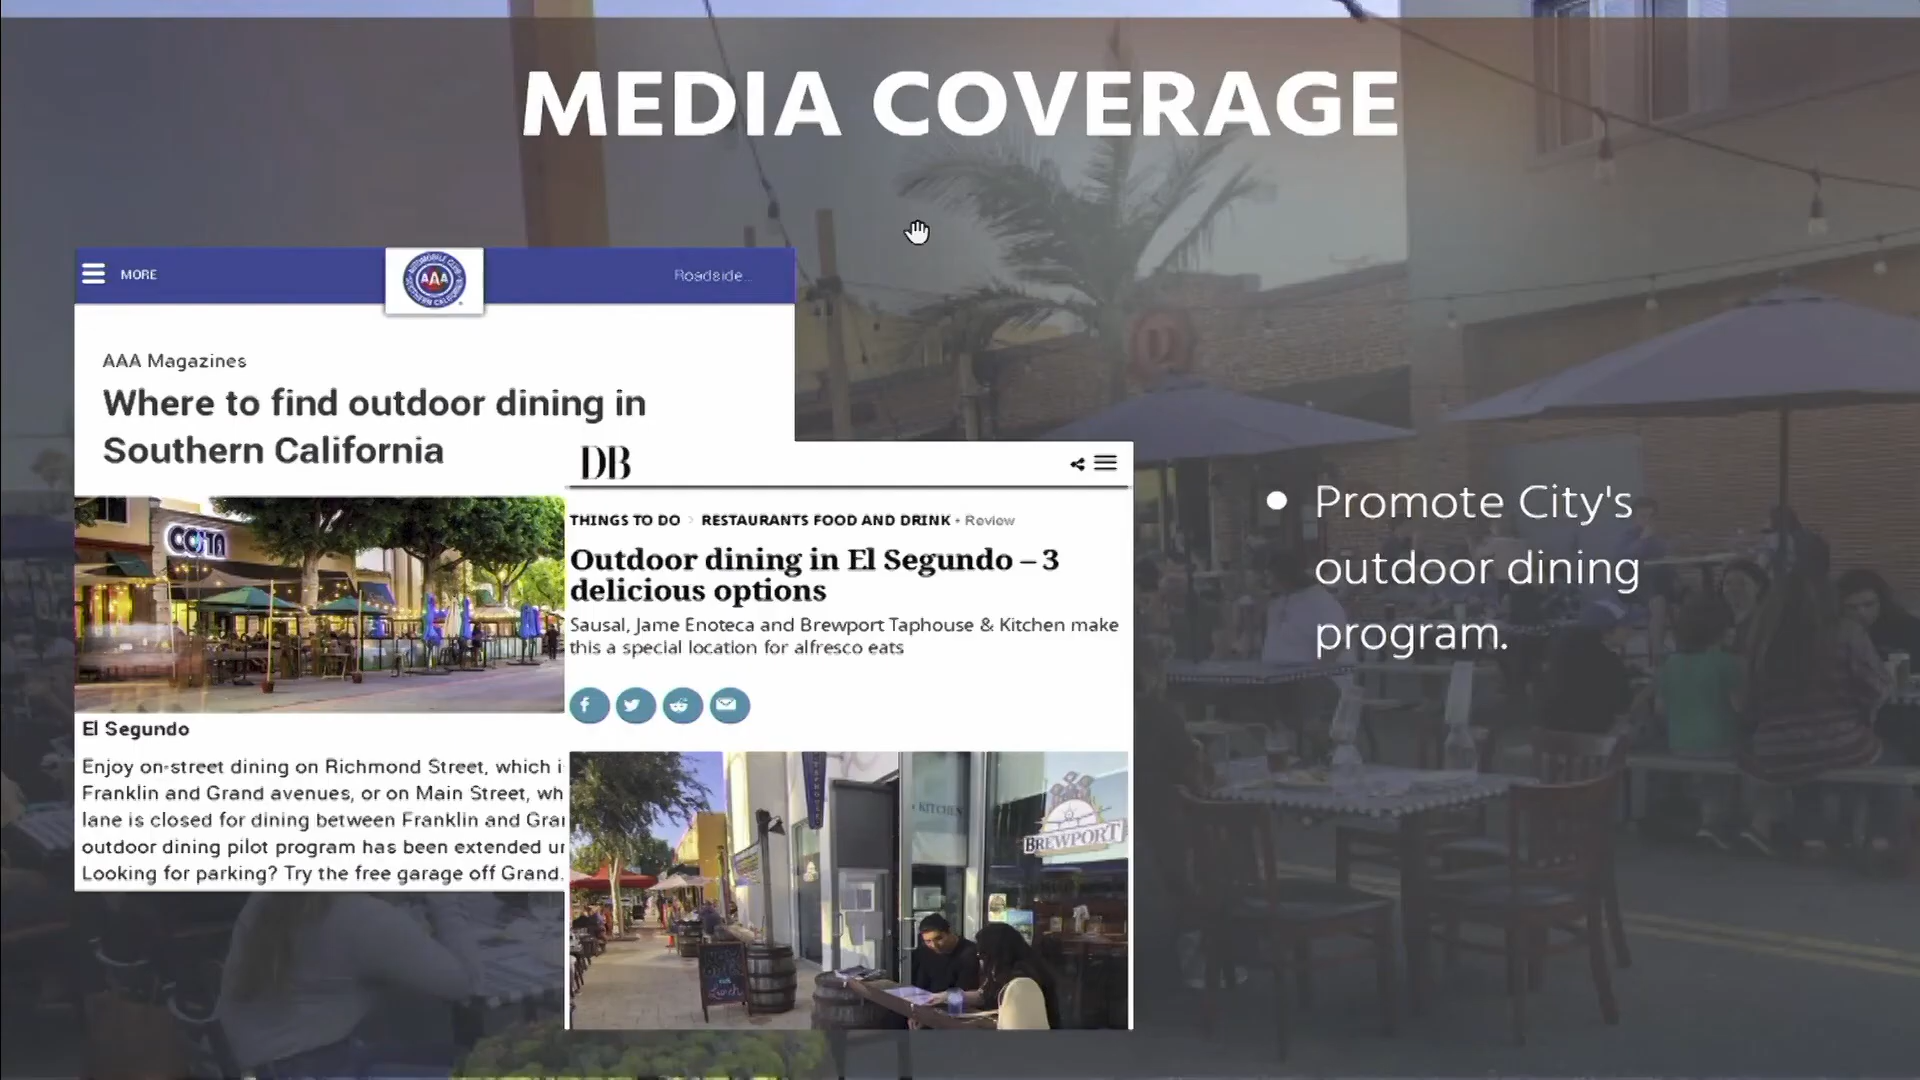 MEDIA COVERAGE
MORE
AAA
Roadside...
AAA Magazines
Where to find outdoor dining in
Southern California
COSTA
El Segundo
Enjoy on-street dining on Richmond Street, which i
Franklin and Grand avenues, or on Main Street, wh
lane is closed for dining between Franklin and Gra
outdoor dining pilot program has been extended u
Looking for parking? Try the free garage off Grand.
DB
THINGS TO DO › RESTAURANTS FOOD AND DRINK • Review
Outdoor dining in El Segundo – 3
delicious options
Sausal, Jame Enoteca and Brewport Taphouse & Kitchen make
this a special location for alfresco eats
KITCHEN
BREWPORT
Lunch
• Promote City's
outdoor dining
program.